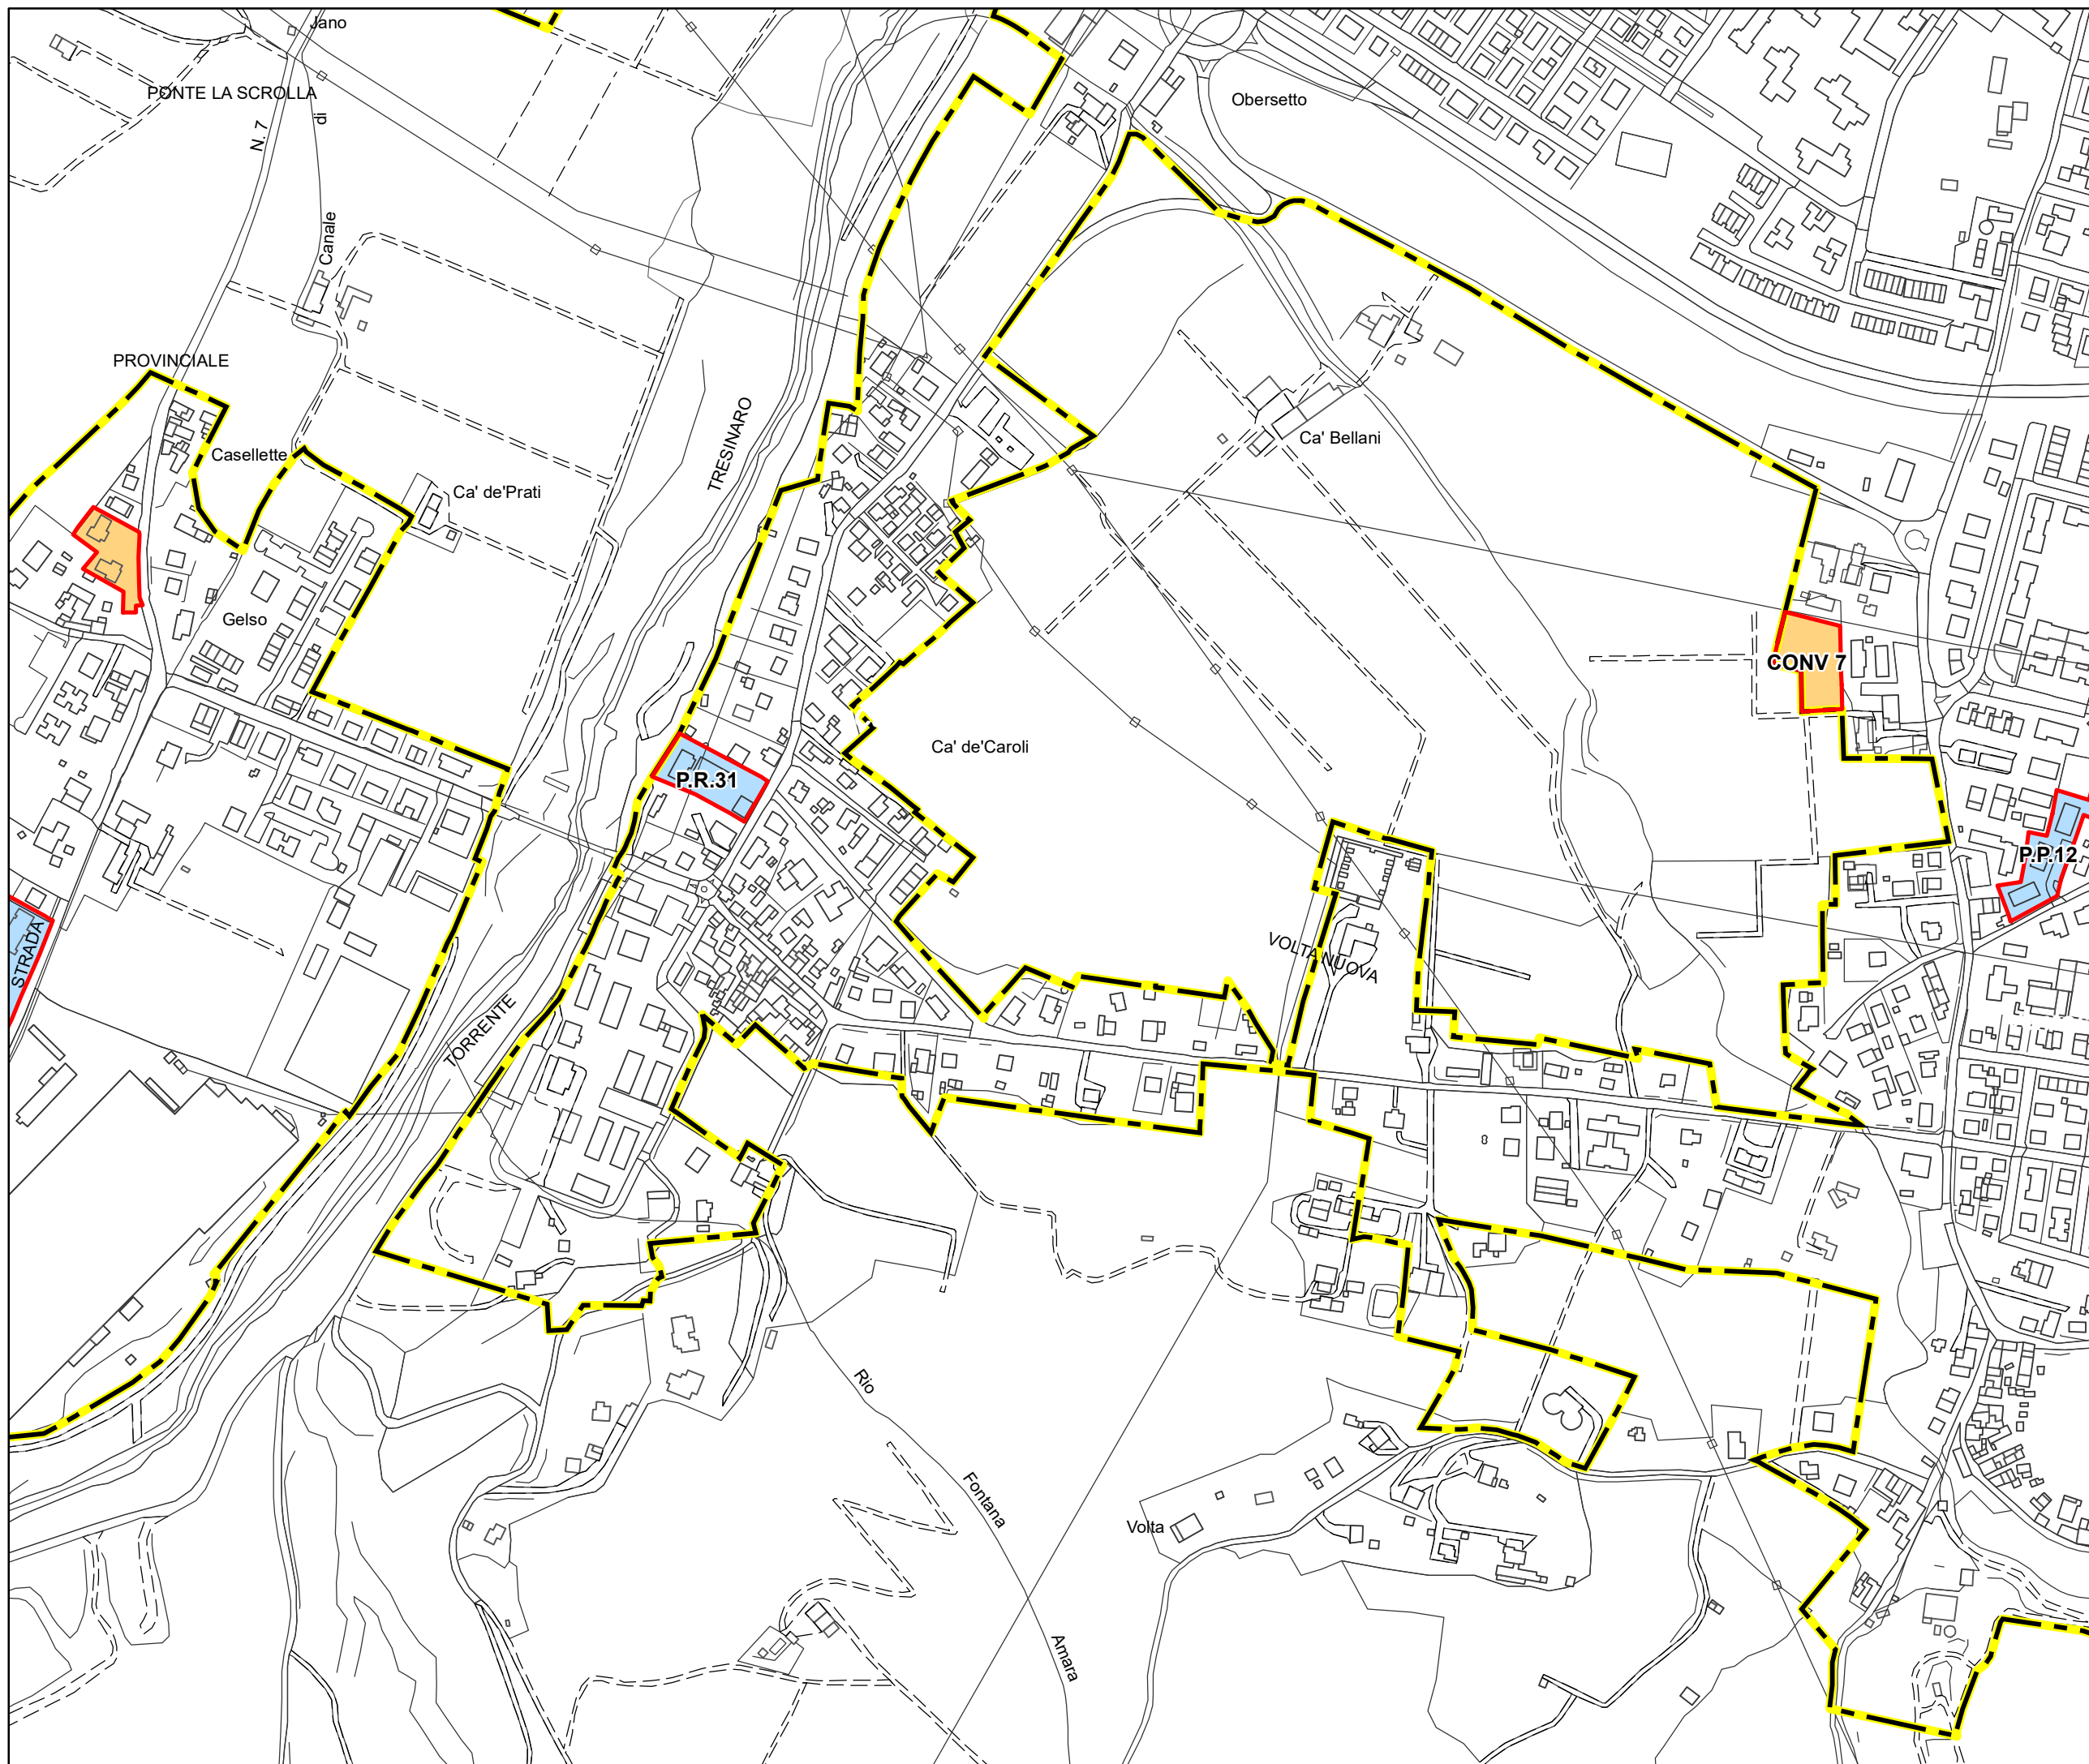 Jano
PONTE LA SCROLLA
Obersetto
di
N. 7
Canale
PROVINCIALE
TRESINARO
Ca' Bellani
Casellette
Ca' de'Prati
Gelso
CONV 7
Ca' de'Caroli
P.R.31
P.P.12
STRADA
VOLTA NUOVA
TORRENTE
Rio
Fontana
Volta
Amara